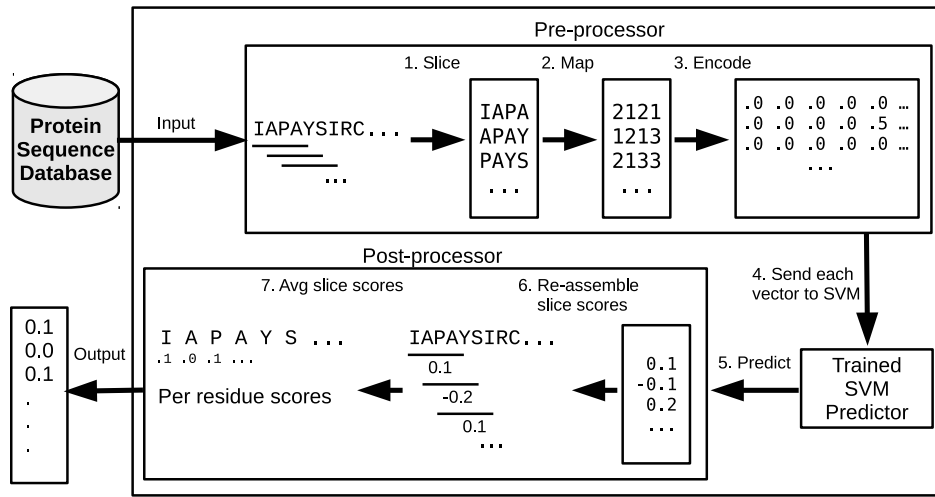 Pre-processor
1. Slice
2. Map
3. Encode
Protein
Sequence
Database
Input
IAPAYSIRC...
...
IAPA
APAY
PAYS
...
2121
1213
2133
...
.0 .0 .0 .0 .0 …
.0 .0 .0 .0 .5 …
.0 .0 .0 .0 .0 …
...
4. Send each
vector to SVM
Trained
SVM
Predictor
5. Predict
Post-processor
6. Re-assemble
slice scores
0.1
-0.1
0.2
...
IAPAYSIRC...
0.1
-0.2
0.1
...
7. Avg slice scores
I A P A Y S ...
.1 .0 .1 ...
Per residue scores
Output
0.1
0.0
0.1
.
.
.